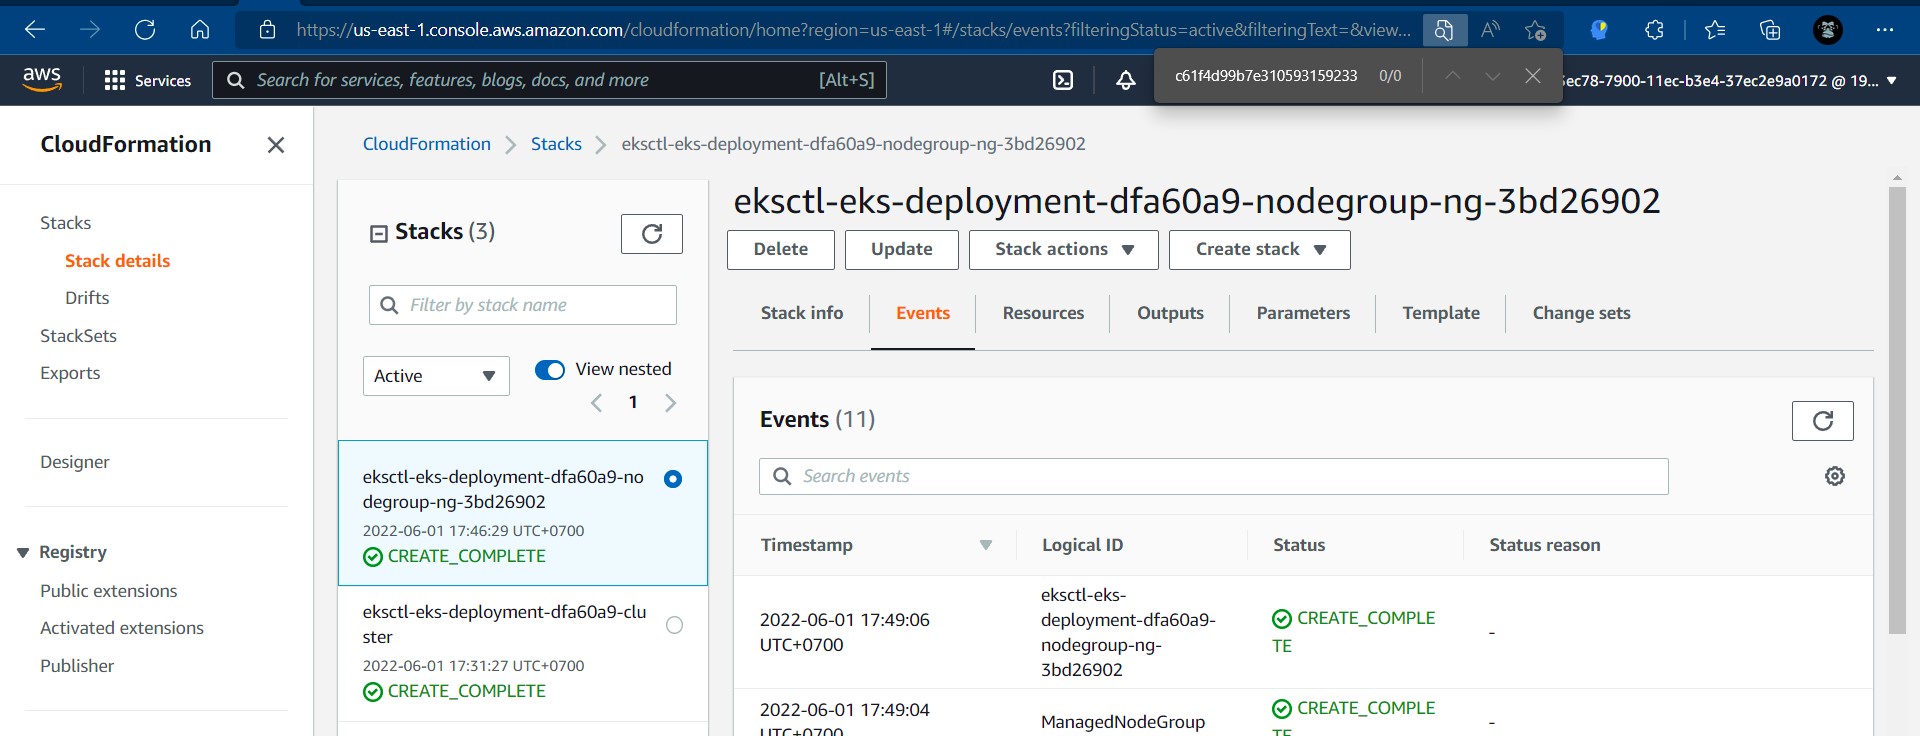 https://us-east-1.console.aws.amazon.com/cloudformation/home?region=us-east-1#/stacks/events?filteringStatus=active&filteringText=&view...
aws
Services
Search for services, features, blogs, docs, and more
[Alt+S]
c61f4d99b7e310593159233 0/0
ec78-7900-11ec-b3e4-37ec2e9a0172 @ 19...
CloudFormation
Stacks
Stack details
Drifts
StackSets
Exports
Designer
Registry
Public extensions
Activated extensions
Publisher
CloudFormation
Stacks
eksctl-eks-deployment-dfa60a9-nodegroup-ng-3bd26902
Stacks (3)
Filter by stack name
Active
View nested
1
eksctl-eks-deployment-dfa60a9-no
degroup-ng-3bd26902
2022-06-01 17:46:29 UTC+0700
CREATE_COMPLETE
eksctl-eks-deployment-dfa60a9-clu
ster
2022-06-01 17:31:27 UTC+0700
CREATE_COMPLETE
eksctl-eks-deployment-dfa60a9-nodegroup-ng-3bd26902
Delete
Update
Stack actions
Create stack
Stack info
Events
Resources
Outputs
Parameters
Template
Change sets
Events (11)
Search events
Timestamp
Logical ID
Status
Status reason
2022-06-01 17:49:06
UTC+0700
eksctl-eks-
deployment-dfa60a9-
nodegroup-ng-
3bd26902
CREATE_COMPLE
TE
-
2022-06-01 17:49:04
UTC+0700
ManagedNodeGroup
CREATE_COMPLE
TE
-